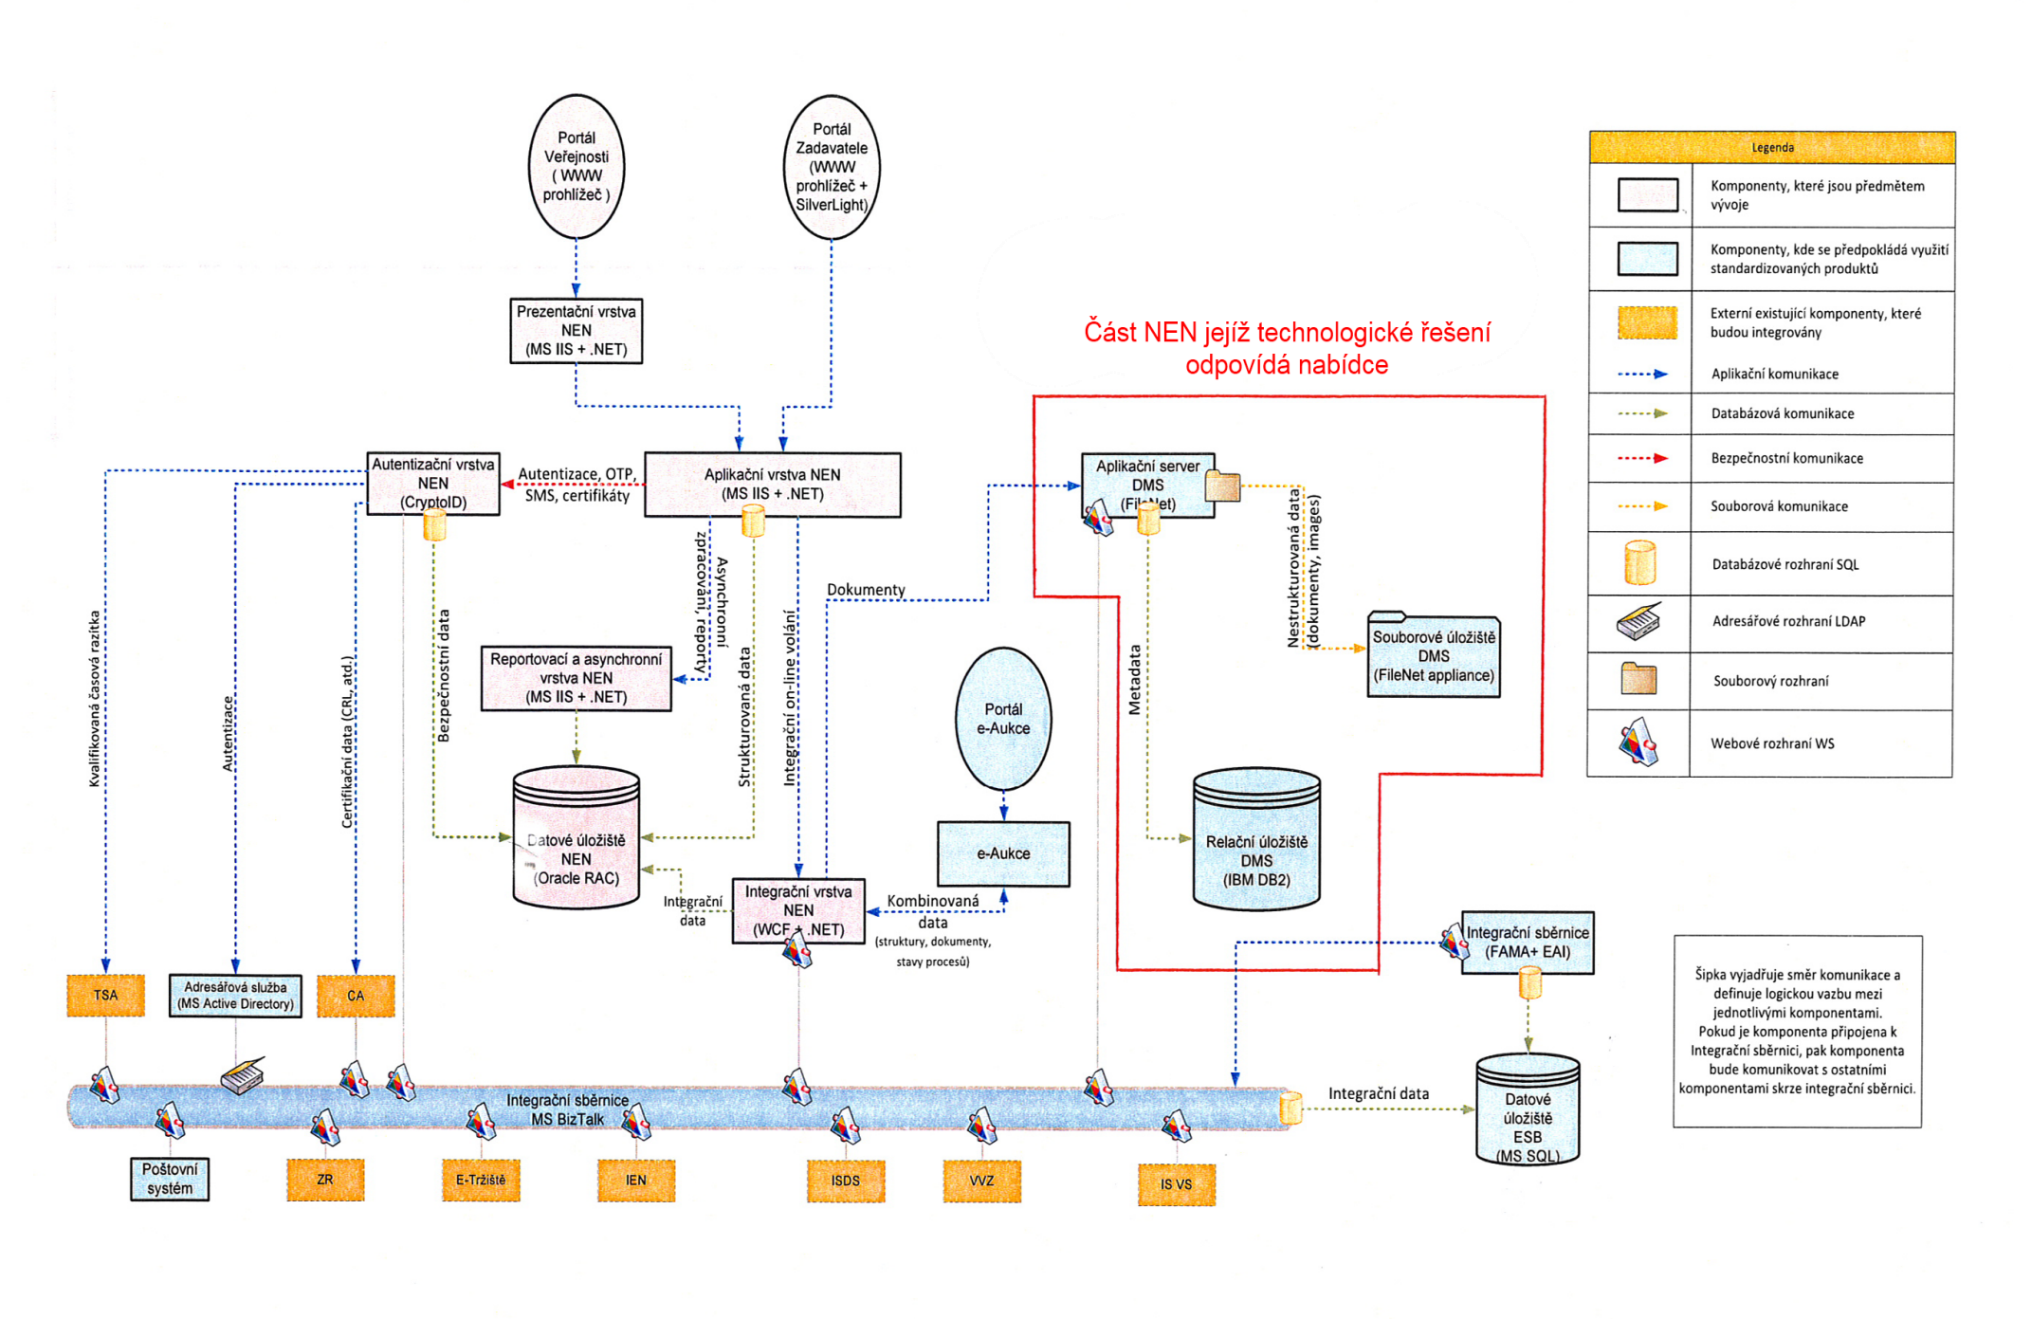 Portál
Veřejnosti
( WWW
prohlížeč )
Portál
Zadavatele
(WWW
prohlížeč +
SilverLight)
Prezentační vrstva
NEN
(MS IIS + .NET)
Část NEN jejíž technologické řešení
odpovídá nabídce
Autentizační vrstva
NEN
(CryptoID)
Autentizace, OTP,
SMS, certifikáty
Aplikační vrstva NEN
(MS IIS + .NET)
Aplikační server
DMS
(FileNet)
Nestrukturovaná data
(dokumenty, images)
Asynchronní
zpracování, reporty
Dokumenty
Kvalifikovaná časová razítka
Autentizace
Certifikační data (CRL, atd.)
Bezpečnostní data
Strukturovaná data
Integrační on-line volání
Metadata
Reportovací a asynchronní
vrstva NEN
(MS IIS + .NET)
Souborové úložiště
DMS
(FileNet appliance)
Portál
e-Aukce
Datové úložiště
NEN
(Oracle RAC)
e-Aukce
Relační úložiště
DMS
(IBM DB2)
Integrační
data
Integrační vrstva
NEN
(WCF + .NET)
Kombinovaná
data
(struktury, dokumenty,
stavy procesů)
Integrační sběrnice
(FAMA+ EAI)
TSA
Adresářová služba
(MS Active Directory)
CA
Integrační sběrnice
MS BizTalk
Integrační data
Datové
úložiště
ESB
(MS SQL)
Poštovní
systém
ZR
E-Tržiště
IEN
ISDS
VVZ
IS VS
Legenda
Komponenty, které jsou předmětem
vývoje
Komponenty, kde se předpokládá využití
standardizovaných produktů
Externí existující komponenty, které
budou integrovány
Aplikační komunikace
Databázová komunikace
Bezpečnostní komunikace
Souborová komunikace
Databázové rozhraní SQL
Adresářové rozhraní LDAP
Souborový rozhraní
Webové rozhraní WS
Šipka vyjadřuje směr komunikace a
definuje logickou vazbu mezi
jednotlivými komponentami.
Pokud je komponenta připojena k
Integrační sběrnici, pak komponenta
bude komunikovat s ostatními
komponentami skrze integrační sběrnici.